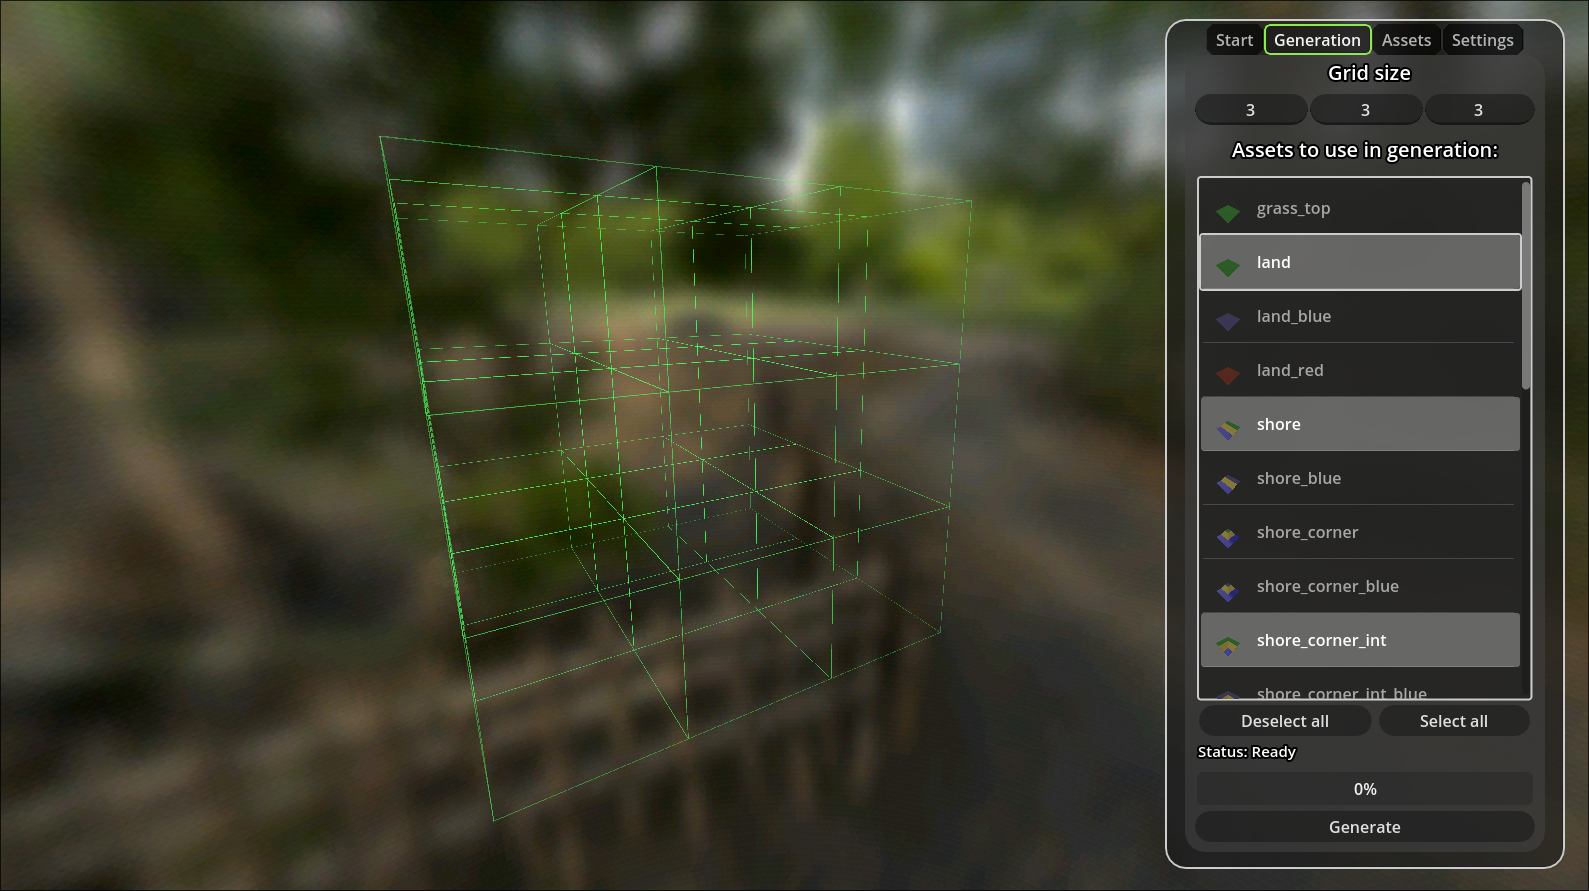 Start Generation Assets Settings
Grid size
3 3 3
Assets to use in generation:
grass_top
land
land_blue
land_red
shore
shore_blue
shore_corner
shore_corner_blue
shore_corner_int
shore_corner_int_blue
Deselect all Select all
Status: Ready
0%
Generate